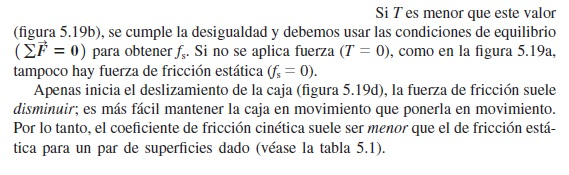 Si T es menor que este valor
(figura 5.19b), se cumple la desigualdad y debemos usar las condiciones de equilibrio
(ΣF⃗ = 0) para obtener fₛ. Si no se aplica fuerza (T = 0), como en la figura 5.19a,
tampoco hay fuerza de fricción estática (fₛ = 0).
Apenas inicia el deslizamiento de la caja (figura 5.19d), la fuerza de fricción suele
disminuir; es más fácil mantener la caja en movimiento que ponerla en movimiento.
Por lo tanto, el coeficiente de fricción cinética suele ser menor que el de fricción está-
tica para un par de superficies dado (véase la tabla 5.1).